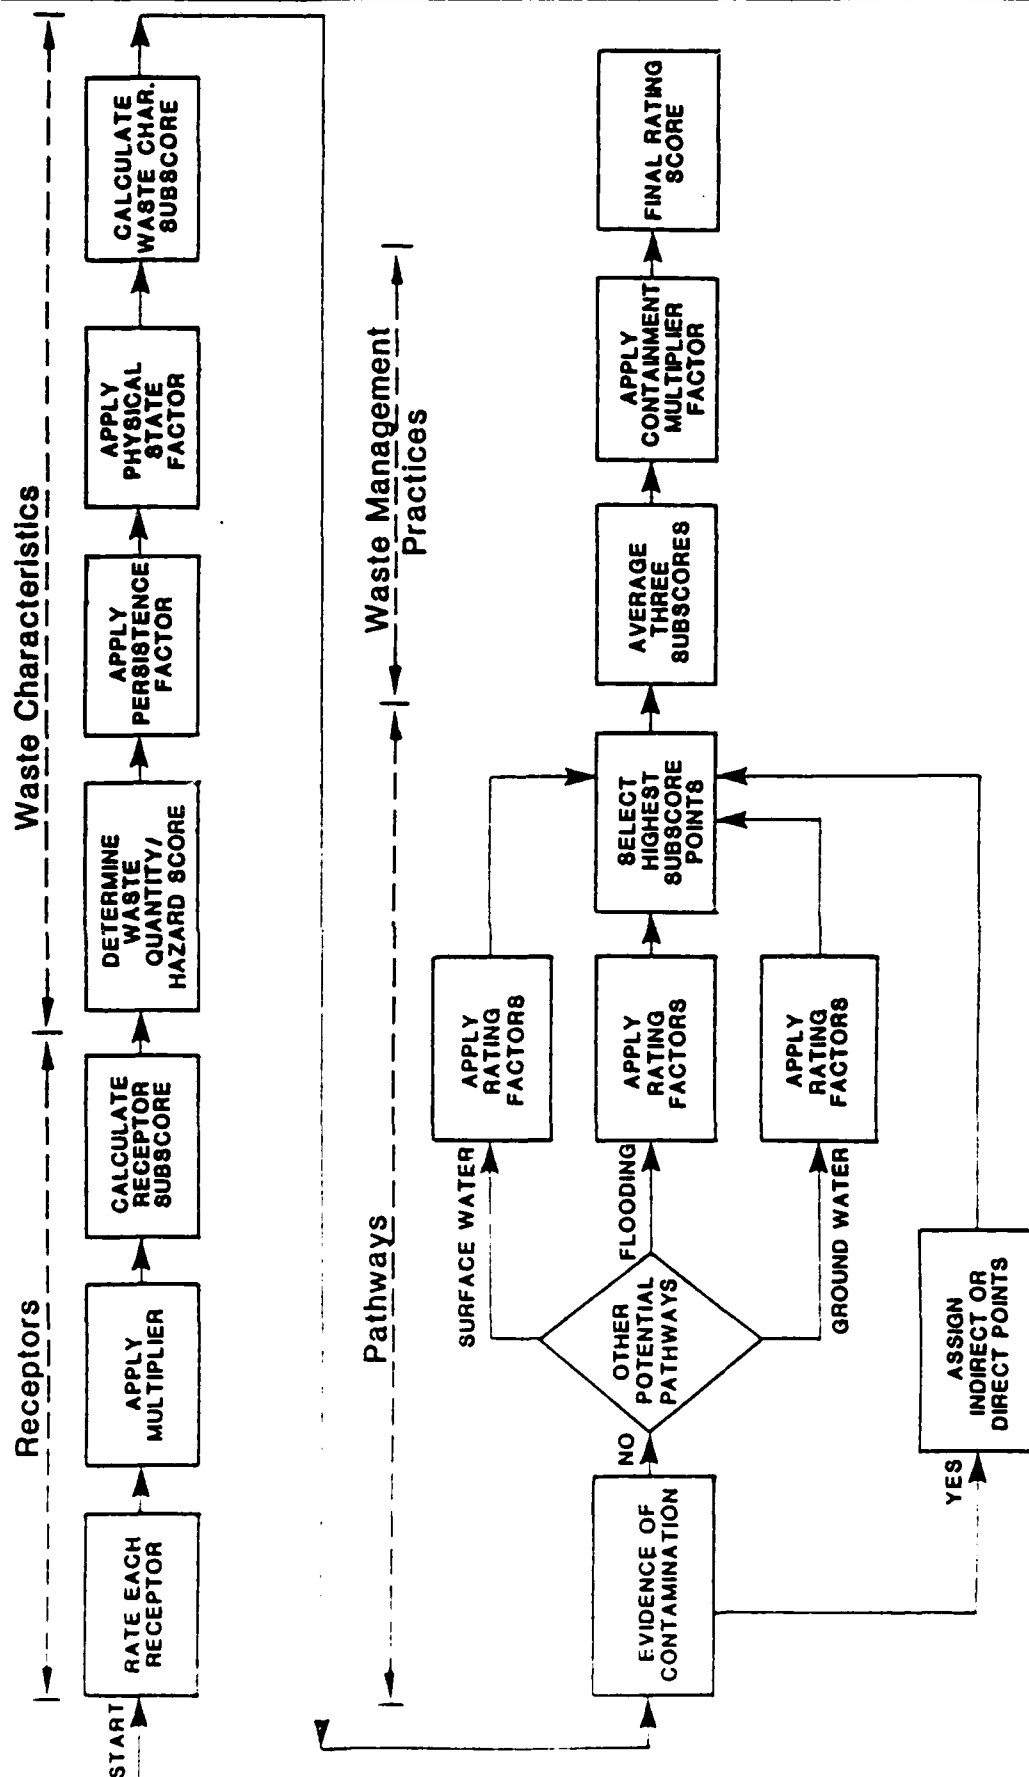 Receptors
Waste Characteristics
START
RATE EACH
RECEPTOR
APPLY
MULTIPLIER
CALCULATE
RECEPTOR
SUBSCORE
DETERMINE
WASTE
QUANTITY/
HAZARD SCORE
APPLY
PERSISTENCE
FACTOR
APPLY
PHYSICAL
STATE
FACTOR
CALCULATE
WASTE CHAR.
SUBSCORE
Pathways
Waste Management
Practices
EVIDENCE OF
CONTAMINATION
NO
YES
OTHER
POTENTIAL
PATHWAYS
SURFACE WATER
FLOODING
GROUND WATER
APPLY
RATING
FACTORS
APPLY
RATING
FACTORS
APPLY
RATING
FACTORS
ASSIGN
INDIRECT OR
DIRECT POINTS
SELECT
HIGHEST
SUBSCORE
POINTS
AVERAGE
THREE
SUBSCORES
APPLY
CONTAINMENT
MULTIPLIER
FACTOR
FINAL RATING
SCORE